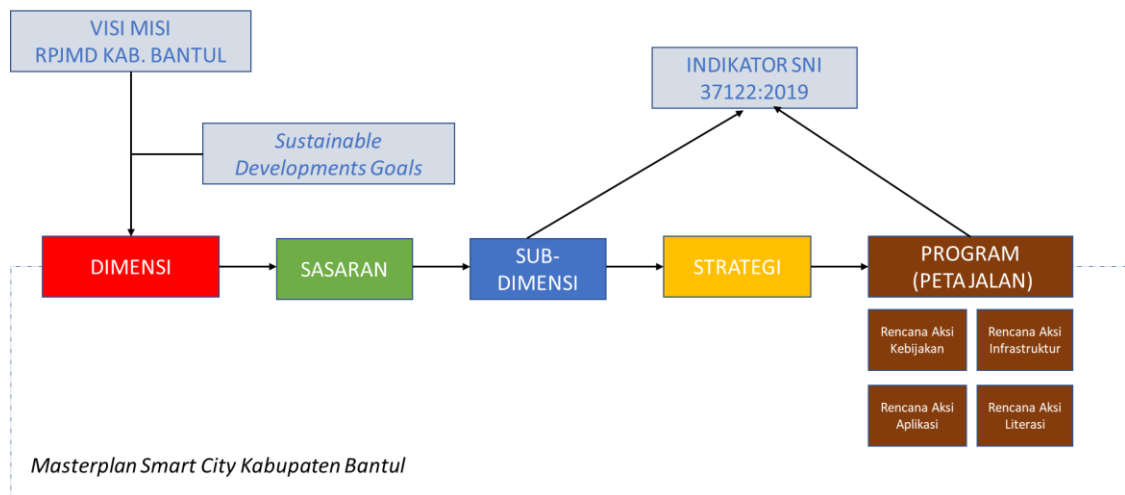 VISI MISI
RPJMD KAB. BANTUL
INDIKATOR SNI
37122:2019
Sustainable
Developments Goals
DIMENSI
SASARAN
SUB-
DIMENSI
STRATEGI
PROGRAM
(PETA JALAN)
Rencana Aksi
Kebijakan
Rencana Aksi
Infrastruktur
Rencana Aksi
Aplikasi
Rencana Aksi
Literasi
Masterplan Smart City Kabupaten Bantul